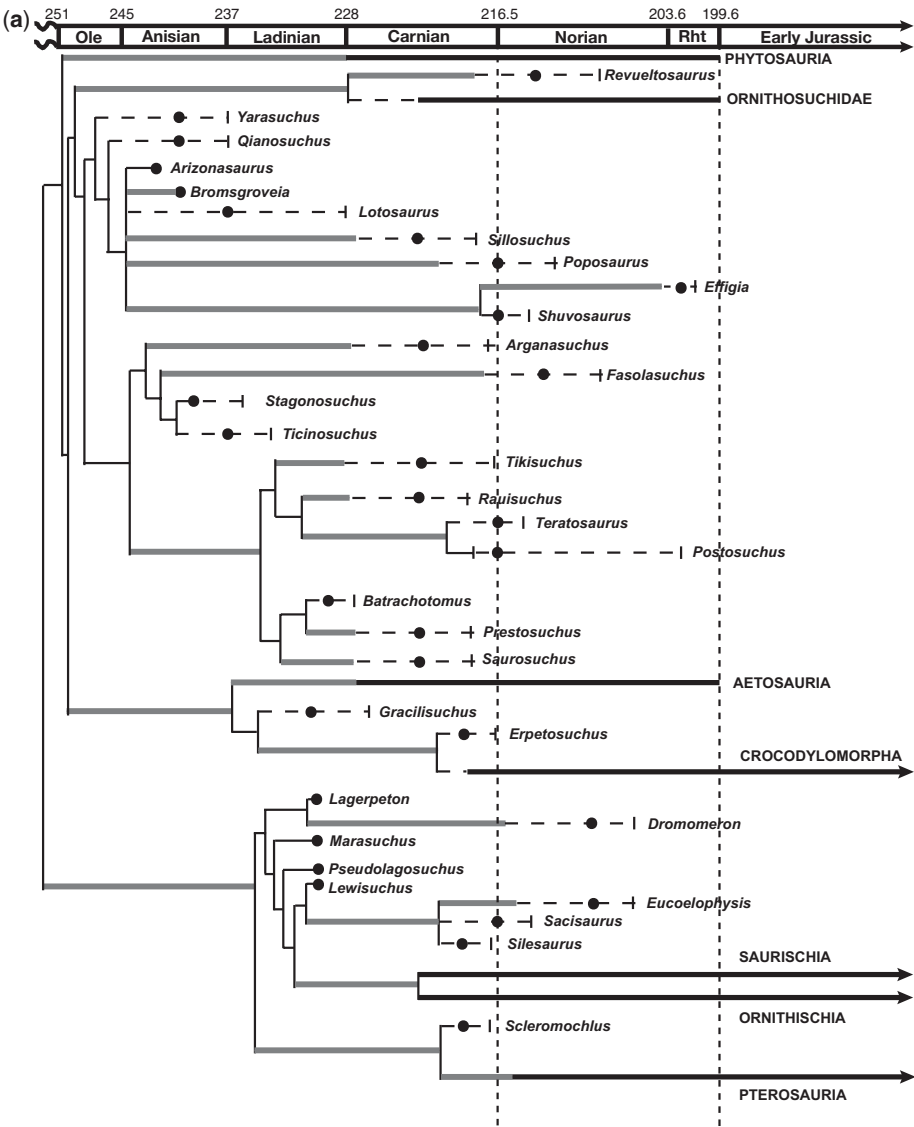 (a)
251 245 237 228 216.5 203.6 199.6
Ole Anisian Ladinian Carnian Norian Rht Early Jurassic
PHYTOSAURIA
Revueltosaurus
ORNITHOSUCHIDAE
Yarasuchus
Qianosuchus
Arizonasaurus
Bromsgroveia
Lotosaurus
Sillosuchus
Poposaurus
Effigia
Shuvosaurus
Arganasuchus
Fasolasuchus
Stagonosuchus
Ticinosuchus
Tikisuchus
Rauisuchus
Teratosaurus
Postosuchus
Batrachotomus
Prestosuchus
Saurosuchus
AETOSAURIA
Gracilisuchus
Erpetosuchus
CROCODYLOMORPHA
Lagerpeton
Dromomeron
Marasuchus
Pseudolagosuchus
Lewisuchus
Eucoelophysis
Sacisaurus
Silesaurus
SAURISCHIA
ORNITHISCHIA
Scleromochlus
PTEROSAURIA